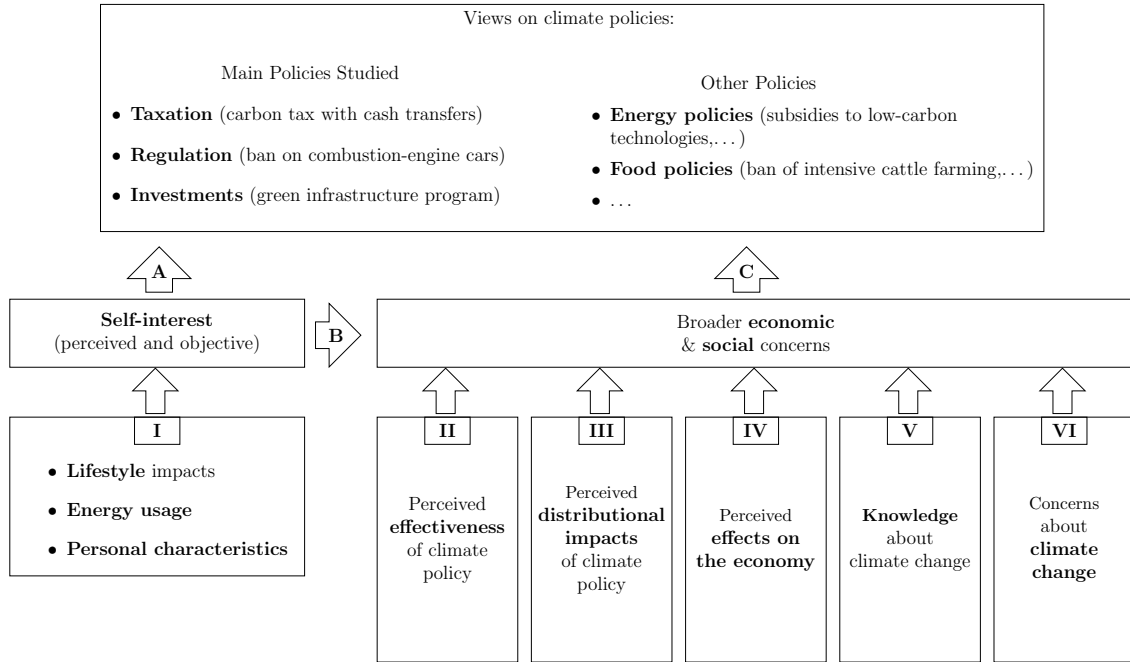 Views on climate policies:
Main Policies Studied
• Taxation (carbon tax with cash transfers)
• Regulation (ban on combustion-engine cars)
• Investments (green infrastructure program)
Other Policies
• Energy policies (subsidies to low-carbon
technologies,...)
• Food policies (ban of intensive cattle farming,...)
• ...
A
C
Self-interest
(perceived and objective)
B
Broader economic
& social concerns
I
• Lifestyle impacts
• Energy usage
• Personal characteristics
II
Perceived
effectiveness
of climate
policy
III
Perceived
distributional
impacts
of climate
policy
IV
Perceived
effects on
the economy
V
Knowledge
about
climate change
VI
Concerns
about
climate
change